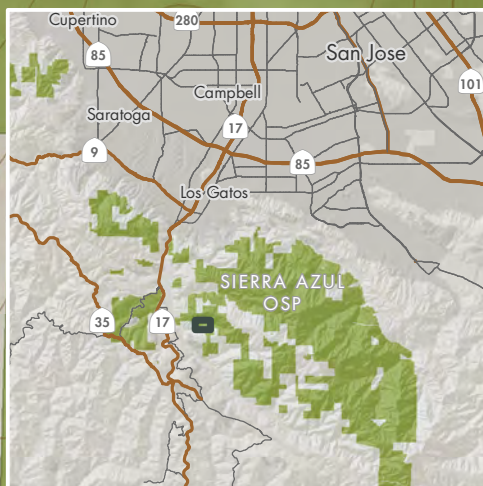 Cupertino
280
85
San Jose
101
Campbell
Saratoga
17
9
85
Los Gatos
SIERRA AZUL
OSP
35
17